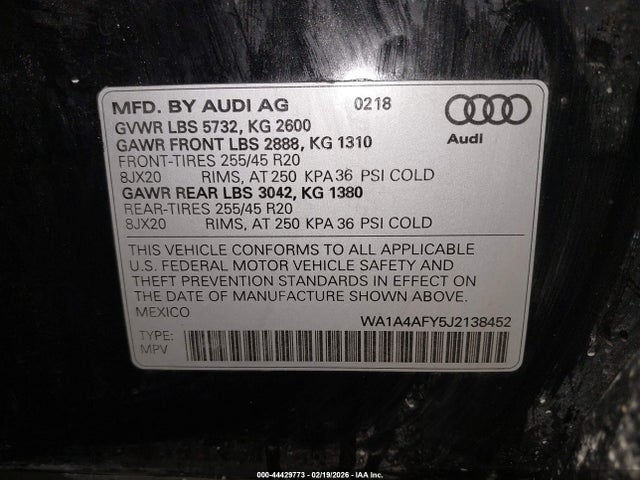 MFD. BY AUDI AG 0218
Audi
GVWR LBS 5732, KG 2600
GAWR FRONT LBS 2888, KG 1310
FRONT-TIRES 255/45 R20
8JX20 RIMS, AT 250 KPA 36 PSI COLD
GAWR REAR LBS 3042, KG 1380
REAR-TIRES 255/45 R20
8JX20 RIMS, AT 250 KPA 36 PSI COLD
THIS VEHICLE CONFORMS TO ALL APPLICABLE
U.S. FEDERAL MOTOR VEHICLE SAFETY AND
THEFT PREVENTION STANDARDS IN EFFECT ON
THE DATE OF MANUFACTURE SHOWN ABOVE.
MEXICO
WA1A4AFY5J2138452
TYPE:
MPV
000-44429773 - 02/19/2026 - IAA Inc.